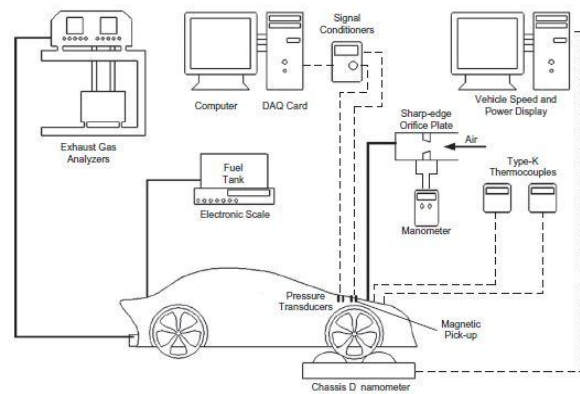 Signal
Conditioners
Computer
DAQ Card
Vehicle Speed and
Power Display
Exhaust Gas
Analyzers
Sharp-edge
Orifice Plate
Air
Type-K
Thermocouples
Fuel
Tank
Electronic Scale
Manometer
Pressure
Transducers
Magnetic
Pick-up
Chassis D namometer